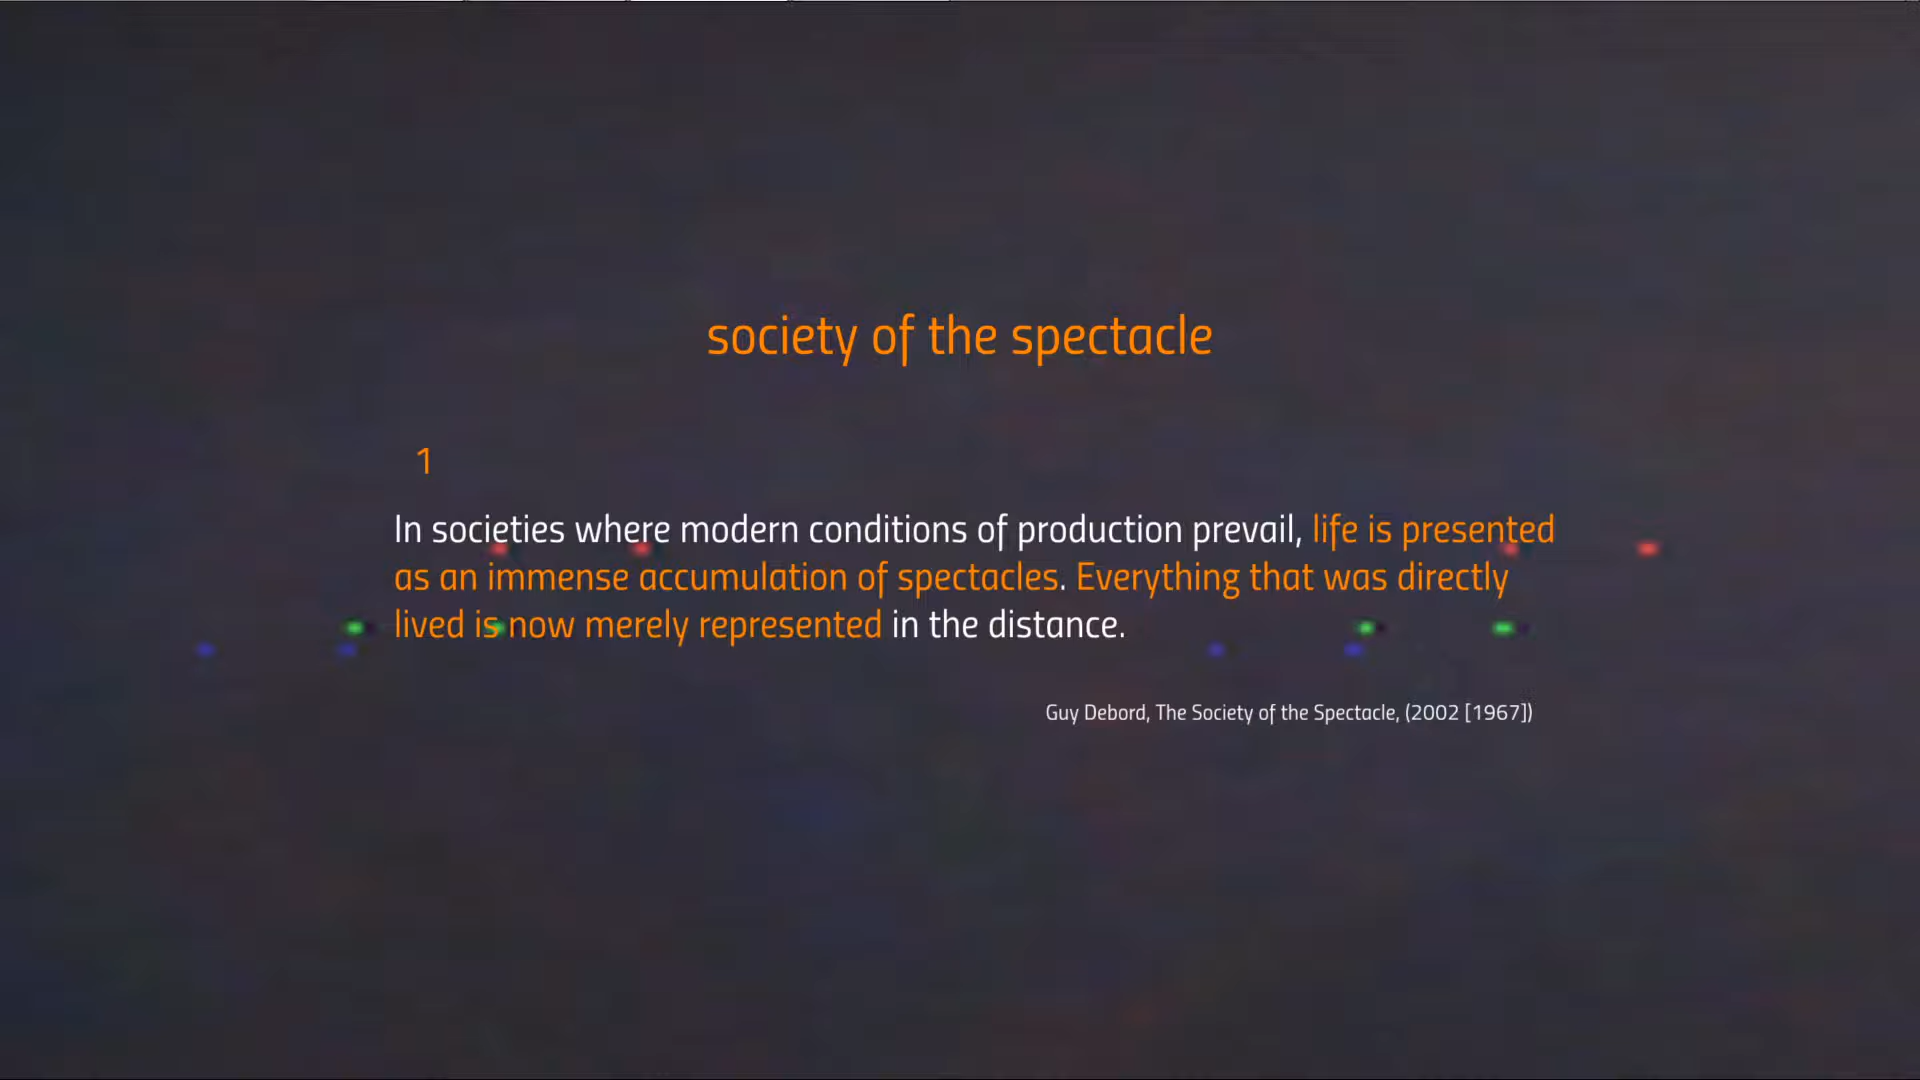 society of the spectacle
1
In societies where modern conditions of production prevail, life is presented
as an immense accumulation of spectacles. Everything that was directly
lived is now merely represented in the distance.
Guy Debord, The Society of the Spectacle, (2002 [1967])